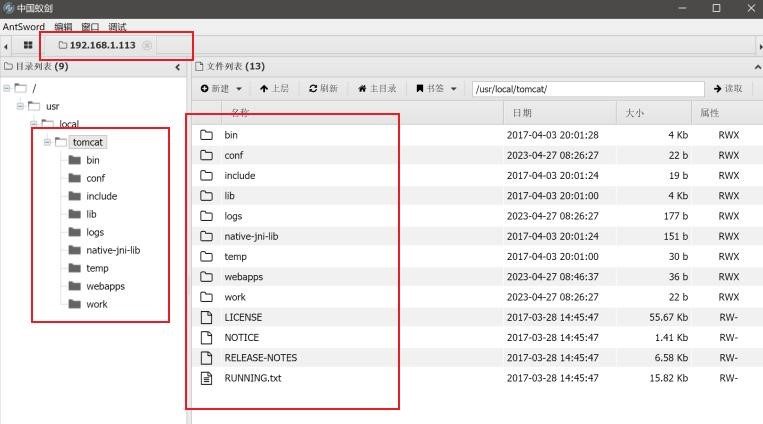 中国蚁剑
AntSword 编辑 窗口 调试
192.168.1.113
目录列表 (9)
文件列表 (13)
新建 上层 刷新 主目录 书签 /usr/local/tomcat/ 读取
名称 日期 大小 属性
/
usr
local
tomcat
bin
conf
include
lib
logs
native-jni-lib
temp
webapps
work
bin 2017-04-03 20:01:28 4 Kb RWX
conf 2023-04-27 08:26:27 22 b RWX
include 2017-04-03 20:01:24 19 b RWX
lib 2017-04-03 20:01:00 4 Kb RWX
logs 2023-04-27 08:26:27 177 b RWX
native-jni-lib 2017-04-03 20:01:24 151 b RWX
temp 2017-04-03 20:01:00 30 b RWX
webapps 2023-04-27 08:46:37 36 b RWX
work 2023-04-27 08:26:27 22 b RWX
LICENSE 2017-03-28 14:45:47 55.67 Kb RW-
NOTICE 2017-03-28 14:45:47 1.41 Kb RW-
RELEASE-NOTES 2017-03-28 14:45:47 6.58 Kb RW-
RUNNING.txt 2017-03-28 14:45:47 15.82 Kb RW-